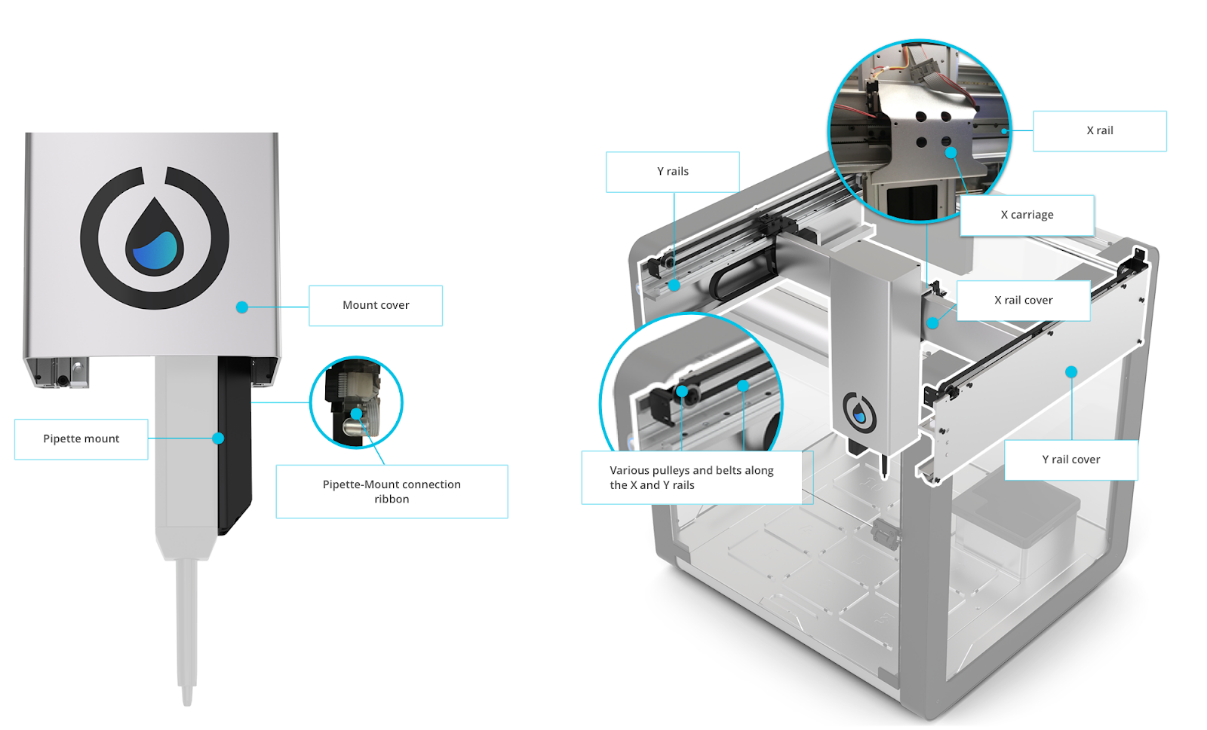 Mount cover
Pipette mount
Pipette-Mount connection
ribbon
X rail
Y rails
X carriage
X rail cover
Various pulleys and belts along
the X and Y rails
Y rail cover